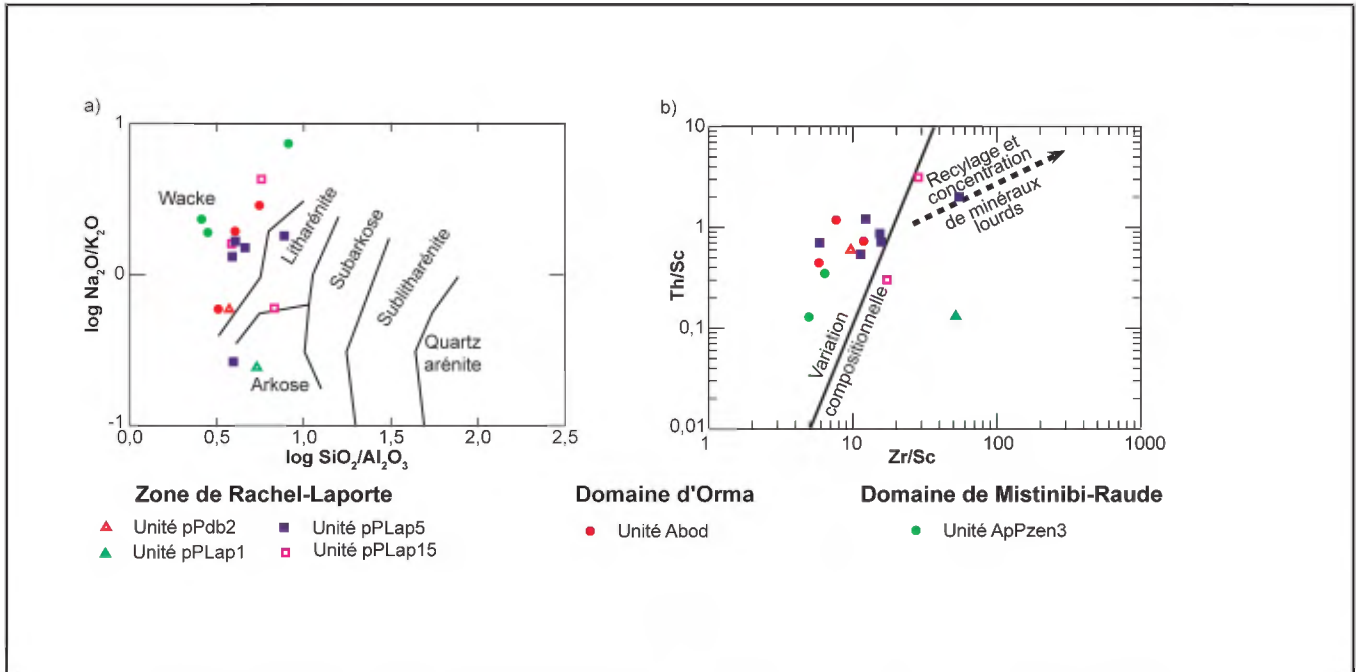 a)
log Na₂O/K₂O
1
0
-1
Wacke
Litharénite
Subarkose
Sublitharénite
Quartz
arénite
Arkose
0,0 0,5 1,0 1,5 2,0 2,5
log SiO₂/Al₂O₃
b)
Th/Sc
10
1
0,1
0,01
Recylage et
concentration
de minéraux
lourds
Variation
compositionnelle
1 10 100 1000
Zr/Sc
Zone de Rachel-Laporte
Unité pPdb2
Unité pPLap5
Unité pPLap1
Unité pPLap15
Domaine d'Orma
Unité Abod
Domaine de Mistinibi-Raude
Unité ApPzen3